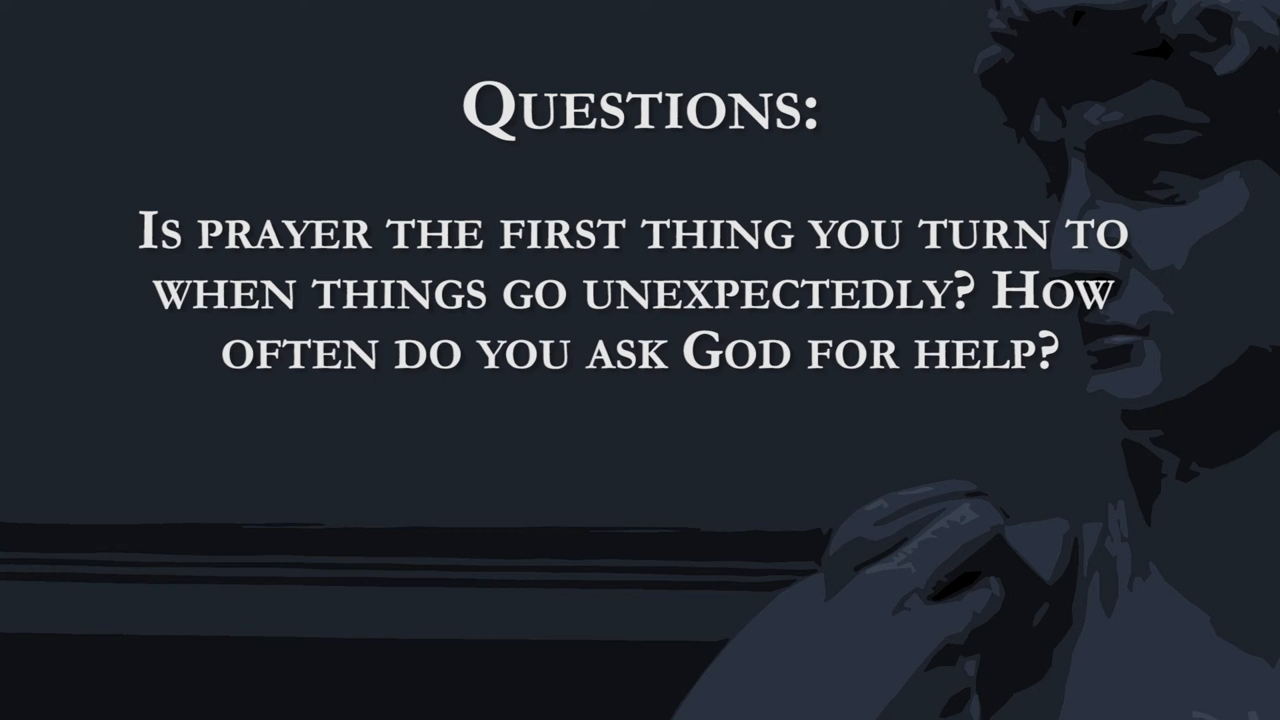 Questions:
Is prayer the first thing you turn to
when things go unexpectedly? How
often do you ask God for help?